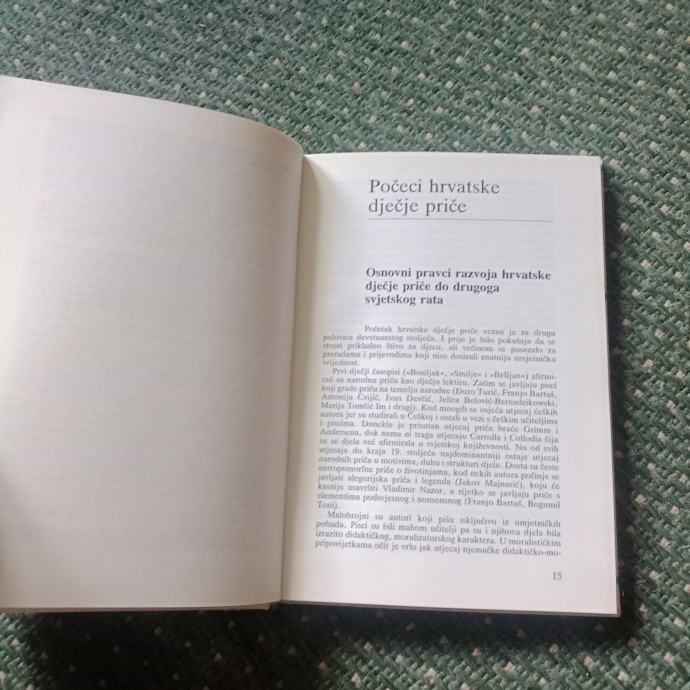 Počeci hrvatske
dječje priče
Osnovni pravci razvoja hrvatske
dječje priče do drugoga
svjetskog rata
Početak hrvatske dječje priče vezan je za drugu
polovicu devetnaestog stoljeća. I prije je bilo pokušaja da se
stvori prikladno štivo za djecu, ali većinom se posezalo za
preradama i prijevodima koji nisu dosizali znatniju umjetničku
vrijednost.
Prvi dječji časopisi (»Bosiljak«, »Smilje« i »Bršljan«) afirmi-
rali su narodnu priču kao dječju lektiru. Zatim se javljaju pisci
koji grade priču na temelju narodne (Đuro Turić, Franjo Bartuš,
Antonija Cvijić, Ivan Devčić, Jelica Belović-Bernadzikowski,
Marija Tomšić Im i drugi). Kod mnogih se osjeća utjecaj čeških
autora jer su studirali u Češkoj i ostali u vezi s češkim učiteljima
i piscima. Donekle je prisutan utjecaj priča braće Grimm i
Andersena, dok nema ni traga utjecaju Carrolla i Collodia čija
su se djela već afirmirala u svjetskoj književnosti. No od svih
utjecaja do kraja 19. stoljeća najdominantniji ostaje utjecaj
narodnih priča u motivima, duhu i strukturi djela. Dosta su česte
antropomorfne priče o životinjama, kod nekih autora počinje se
javljati alegorijska priča i legenda (Jakov Majnarić), koju će
kasnije usavršiti Vladimir Nazor, a rijetko se javljaju priče s
elementima podsvjesnog i nonsensnog (Franjo Bartuš, Bogumil
Toni).
Malobrojni su autori koji pišu isključivo iz umjetničkih
pobuda. Pisci su bili mahom učitelji pa su i njihova djela bila
izrazito didaktičkog, moralizatorskog karaktera. U moralističkim
pripovijetkama očit je vrlo jak utjecaj njemačke didaktičko-mo-
15